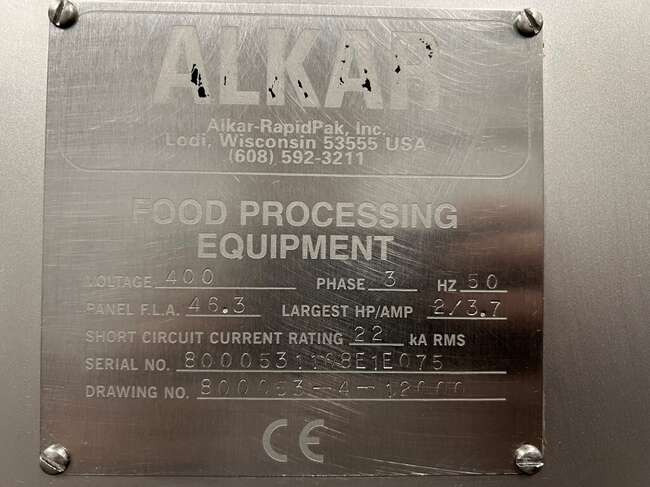 ALKAR
Alkar-RapidPak, Inc.
Lodi, Wisconsin 53555 USA
(608) 592-3211
FOOD PROCESSING
EQUIPMENT
VOLTAGE 400 PHASE 3 HZ 50
PANEL F.L.A. 46.3 LARGEST HP/AMP 2/3.7
SHORT CIRCUIT CURRENT RATING 22 kA RMS
SERIAL NO.
DRAWING NO.
CE